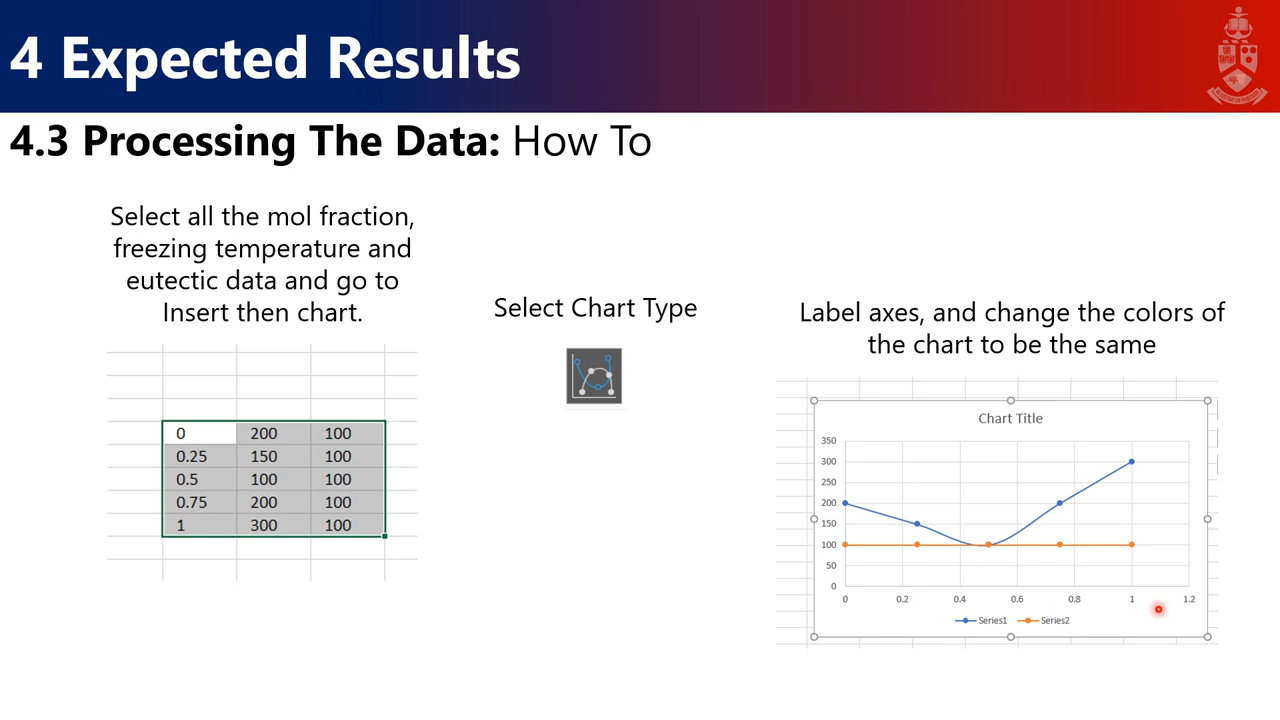 4 Expected Results
4.3 Processing The Data: How To
Select all the mol fraction,
freezing temperature and
eutectic data and go to
Insert then chart.
0 200 100
0.25 150 100
0.5 100 100
0.75 200 100
1 300 100
Select Chart Type
Label axes, and change the colors of
the chart to be the same
Chart Title
350
300
250
200
150
100
50
0
0 0.2 0.4 0.6 0.8 1 1.2
Series1 Series2